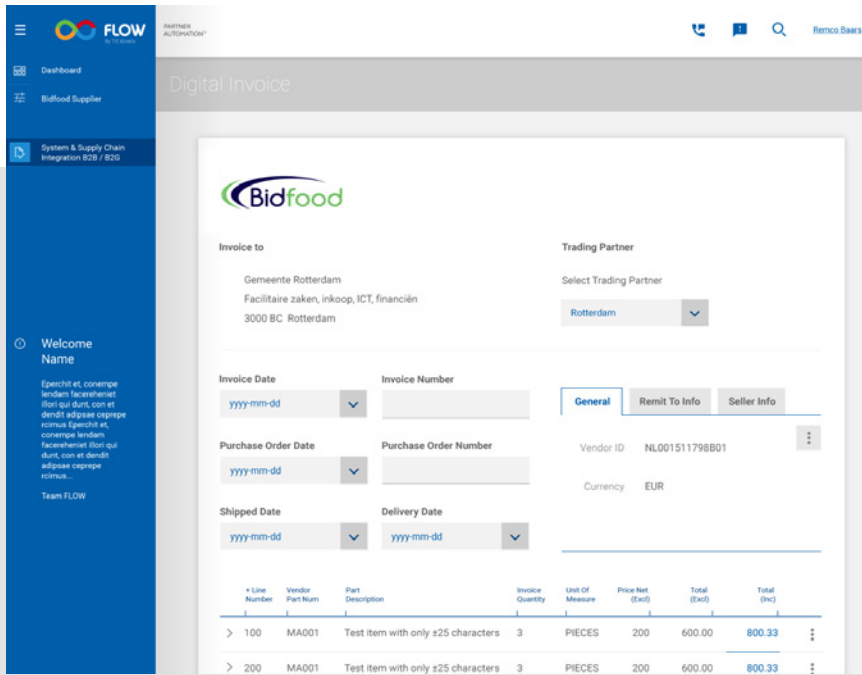 FLOW
By TIE Kinetix
PARTNER
AUTOMATION™
Remco Baars
Dashboard
Bidfood Supplier
System & Supply Chain
Integration B2B / B2G
Welcome
Name
Eperchit et, conempe
lendam facereheniet
illori qui dunt, con et
dendit adipsae ceprepe
rcimus Eperchit et,
conempe lendam
facereheniet illori qui
dunt, con et dendit
adipsae ceprepe
rcimus...
Team FLOW
Digital Invoice
Bidfood
Invoice to
Gemeente Rotterdam
Facilitaire zaken, inkoop, ICT, financiën
3000 BC Rotterdam
Trading Partner
Select Trading Partner
Rotterdam
Invoice Date
Invoice Number
yyyy-mm-dd
Purchase Order Date
Purchase Order Number
yyyy-mm-dd
Shipped Date
Delivery Date
yyyy-mm-dd
yyyy-mm-dd
General
Remit To Info
Seller Info
Vendor ID NL001511798B01
Currency EUR
+ Line
Number
Vendor
Part Num
Part
Description
Invoice
Quantity
Unit Of
Measure
Price Net
(Excl)
Total
(Excl)
Total
(Inc)
100 MA001 Test item with only ±25 characters 3 PIECES 200 600.00 800.33
200 MA001 Test item with only ±25 characters 3 PIECES 200 600.00 800.33